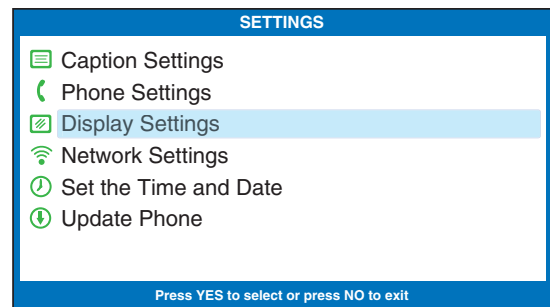 SETTINGS
Caption Settings
Phone Settings
Display Settings
Network Settings
Set the Time and Date
Update Phone
Press YES to select or press NO to exit